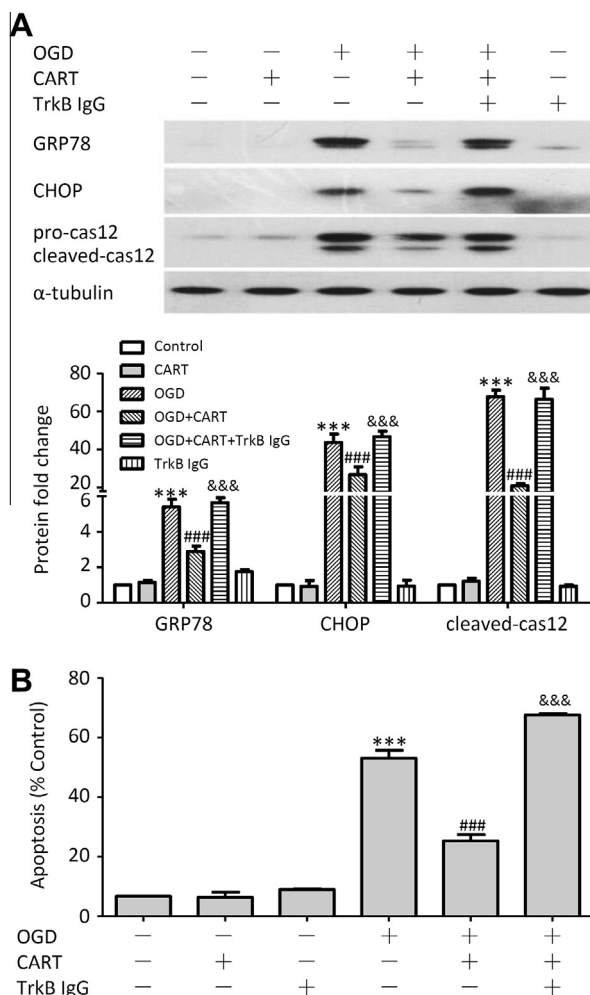 A
OGD — — + + + —
CART — + — + + —
TrkB IgG — — — — + +
GRP78
CHOP
pro-cas12
cleaved-cas12
α-tubulin
Control
CART
OGD
OGD+CART
OGD+CART+TrkB IgG
TrkB IgG
Protein fold change
80
60
40
20
6
4
2
0
*** ### &&&
*** ### &&&
*** ### &&&
GRP78 CHOP cleaved-cas12
B
Apoptosis (% Control)
80
60
40
20
0
*** ### &&&
OGD — — — + + +
CART — + — — + +
TrkB IgG — — + — — +